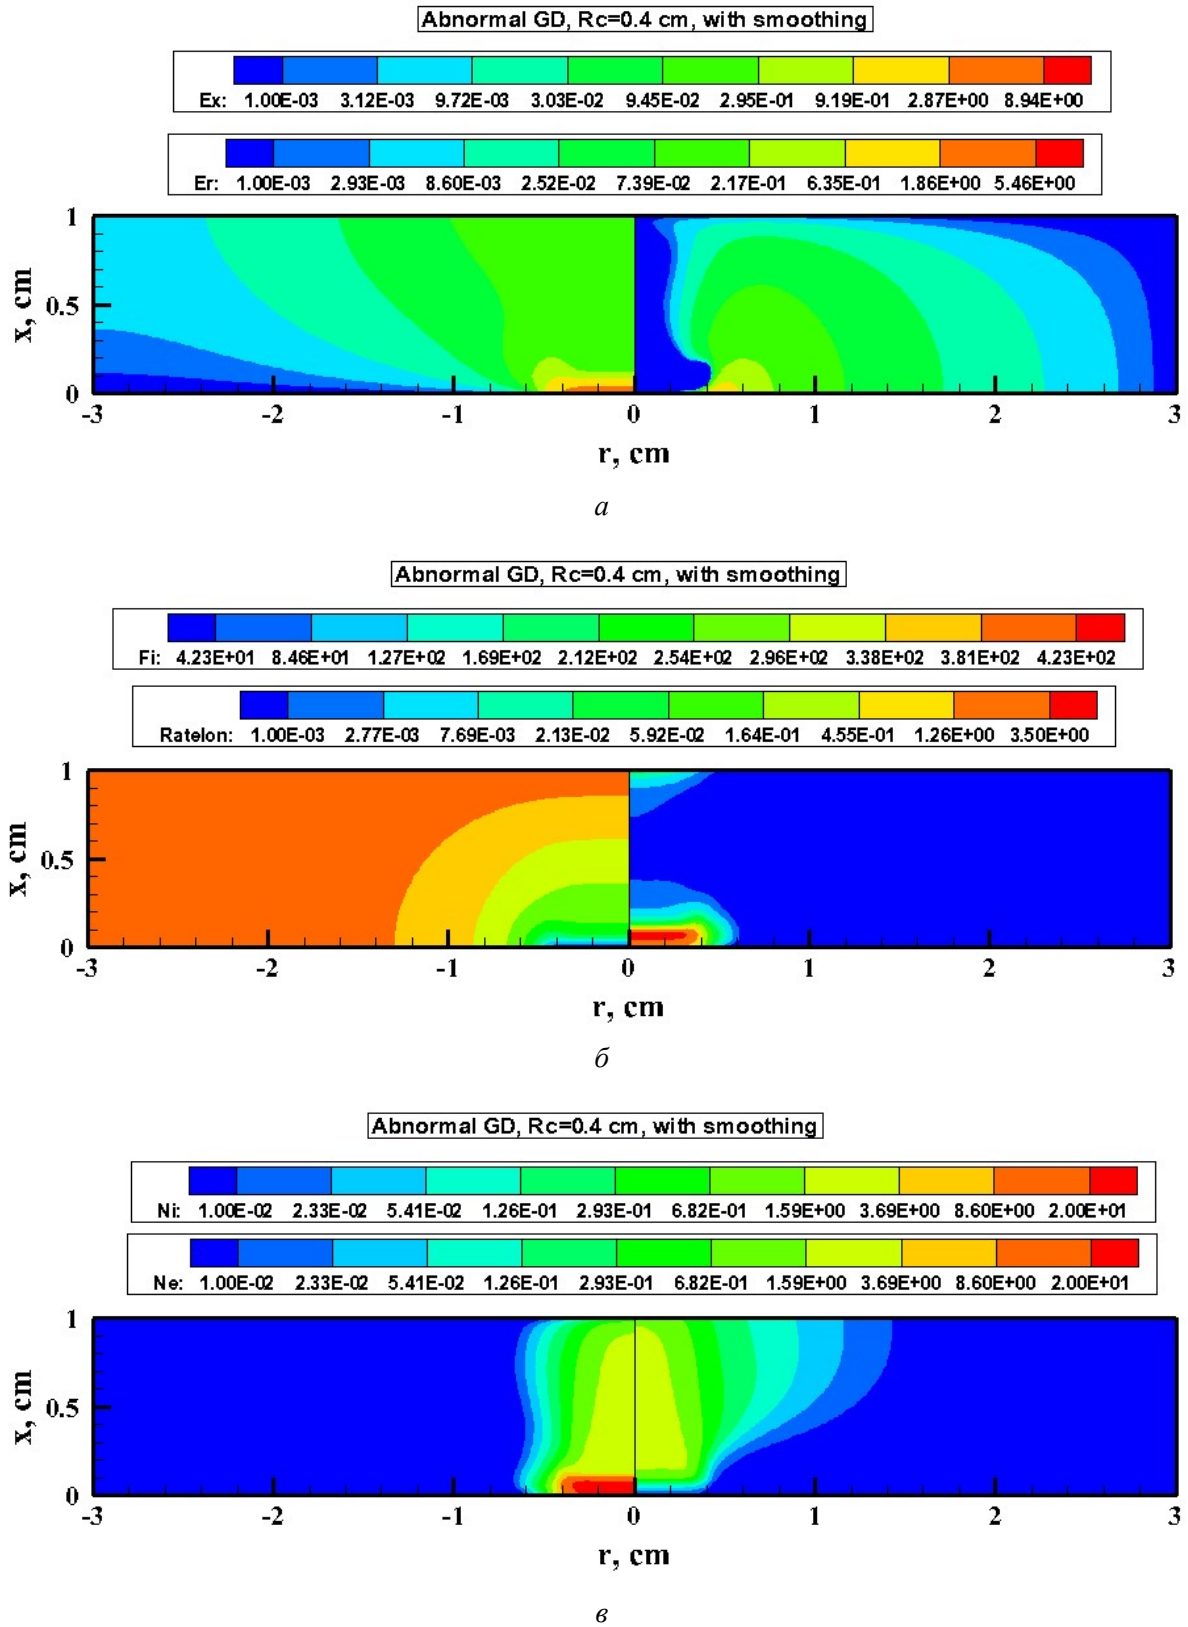 Abnormal GD, Rc=0.4 cm, with smoothing
Ex: 1.00E-03 3.12E-03 9.72E-03 3.03E-02 9.45E-02 2.95E-01 9.19E-01 2.87E+00 8.94E+00
Er: 1.00E-03 2.93E-03 8.60E-03 2.52E-02 7.39E-02 2.17E-01 6.35E-01 1.86E+00 5.46E+00
1
0.5
0
x, cm
-3 -2 -1 0 1 2 3
r, cm
а
Abnormal GD, Rc=0.4 cm, with smoothing
Fi: 4.23E+01 8.46E+01 1.27E+02 1.69E+02 2.12E+02 2.54E+02 2.96E+02 3.38E+02 3.81E+02 4.23E+02
RateIon: 1.00E-03 2.77E-03 7.69E-03 2.13E-02 5.92E-02 1.64E-01 4.55E-01 1.26E+00 3.50E+00
1
0.5
0
x, cm
-3 -2 -1 0 1 2 3
r, cm
б
Abnormal GD, Rc=0.4 cm, with smoothing
Ni: 1.00E-02 2.33E-02 5.41E-02 1.26E-01 2.93E-01 6.82E-01 1.59E+00 3.69E+00 8.60E+00 2.00E+01
Ne: 1.00E-02 2.33E-02 5.41E-02 1.26E-01 2.93E-01 6.82E-01 1.59E+00 3.69E+00 8.60E+00 2.00E+01
1
0.5
0
x, cm
-3 -2 -1 0 1 2 3
r, cm
в